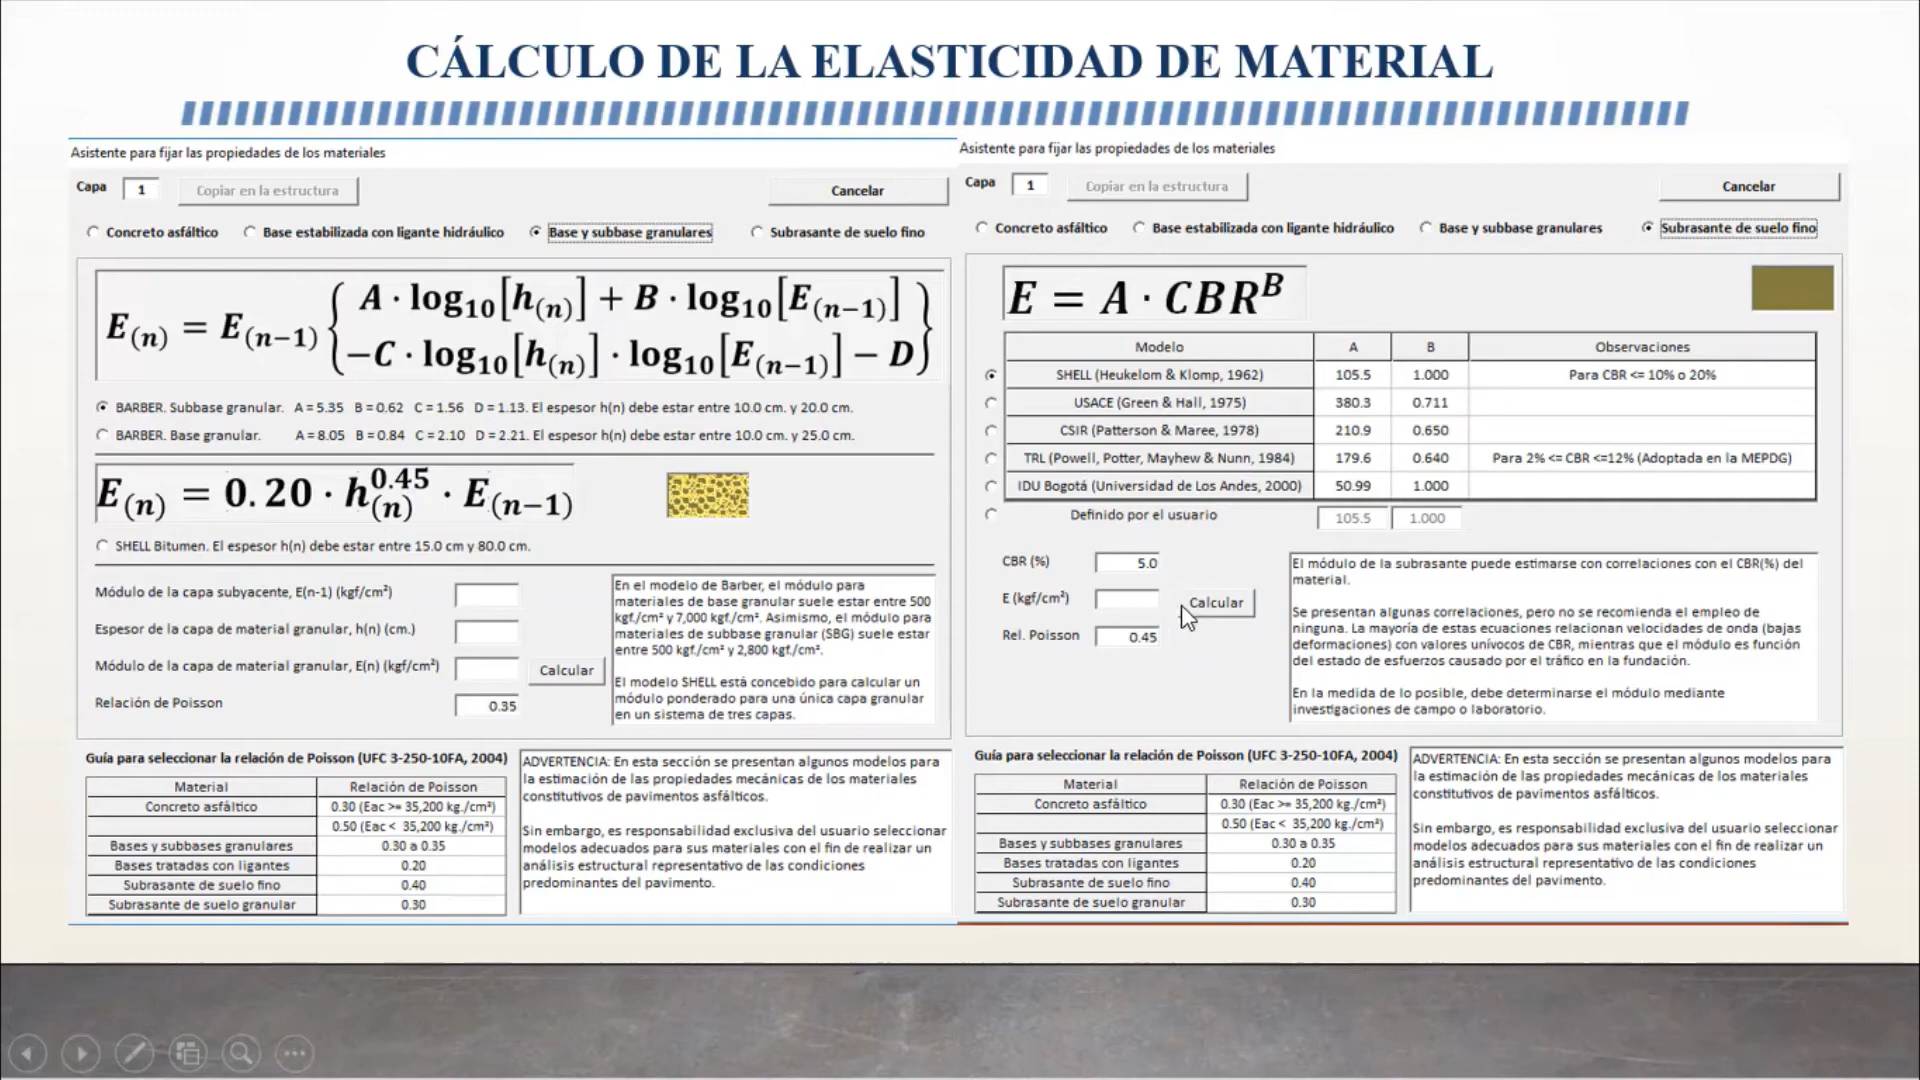 CÁLCULO DE LA ELASTICIDAD DE MATERIAL
Asistente para fijar las propiedades de los materiales
Capa 1 Copiar en la estructura Cancelar
Concreto asfáltico Base estabilizada con ligante hidráulico Base y subbase granulares Subrasante de suelo fino
E(n) = E(n−1) { A · log10[h(n)] + B · log10[E(n−1)]
−C · log10[h(n)] · log10[E(n−1)] − D }
BARBER. Subbase granular. A = 5.35 B = 0.62 C = 1.56 D = 1.13. El espesor h(n) debe estar entre 10.0 cm. y 20.0 cm.
BARBER. Base granular. A = 8.05 B = 0.84 C = 2.10 D = 2.21. El espesor h(n) debe estar entre 10.0 cm. y 25.0 cm.
E(n) = 0.20 · h(n)^0.45 · E(n−1)
SHELL Bitumen. El espesor h(n) debe estar entre 15.0 cm y 80.0 cm.
Módulo de la capa subyacente, E(n-1) (kgf/cm²)
Espesor de la capa de material granular, h(n) (cm.)
Módulo de la capa de material granular, E(n) (kgf/cm²) Calcular
Relación de Poisson 0.35
En el modelo de Barber, el módulo para
materiales de base granular suele estar entre 500
kgf./cm² y 7,000 kgf./cm². Asimismo, el módulo para
materiales de subbase granular (SBG) suele estar
entre 500 kgf./cm² y 2,800 kgf./cm².
El modelo SHELL está concebido para calcular un
módulo ponderado para una única capa granular
en un sistema de tres capas.
Guía para seleccionar la relación de Poisson (UFC 3-250-10FA, 2004)
Material Relación de Poisson
Concreto asfáltico 0.30 (Eac >= 35,200 kg./cm²)
0.50 (Eac < 35,200 kg./cm²)
Bases y subbases granulares 0.30 a 0.35
Bases tratadas con ligantes 0.20
Subrasante de suelo fino 0.40
Subrasante de suelo granular 0.30
ADVERTENCIA: En esta sección se presentan algunos modelos para
la estimación de las propiedades mecánicas de los materiales
constitutivos de pavimentos asfálticos.
Sin embargo, es responsabilidad exclusiva del usuario seleccionar
modelos adecuados para sus materiales con el fin de realizar un
análisis estructural representativo de las condiciones
predominantes del pavimento.
Asistente para fijar las propiedades de los materiales
Capa 1 Copiar en la estructura Cancelar
Concreto asfáltico Base estabilizada con ligante hidráulico Base y subbase granulares Subrasante de suelo fino
E = A · CBR^B
Modelo A B Observaciones
SHELL (Heukelom & Klomp, 1962) 105.5 1.000 Para CBR <= 10% o 20%
USACE (Green & Hall, 1975) 380.3 0.711
CSIR (Patterson & Maree, 1978) 210.9 0.650
TRL (Powell, Potter, Mayhew & Nunn, 1984) 179.6 0.640 Para 2% <= CBR <=12% (Adoptada en la MEPDG)
IDU Bogotá (Universidad de Los Andes, 2000) 50.99 1.000
Definido por el usuario 105.5 1.000
CBR (%) 5.0
E (kgf/cm²) Calcular
Rel. Poisson 0.45
El módulo de la subrasante puede estimarse con correlaciones con el CBR(%) del
material.
Se presentan algunas correlaciones, pero no se recomienda el empleo de
ninguna. La mayoría de estas ecuaciones relacionan velocidades de onda (bajas
deformaciones) con valores unívocos de CBR, mientras que el módulo es función
del estado de esfuerzos causado por el tráfico en la fundación.
En la medida de lo posible, debe determinarse el módulo mediante
investigaciones de campo o laboratorio.
Guía para seleccionar la relación de Poisson (UFC 3-250-10FA, 2004)
Material Relación de Poisson
Concreto asfáltico 0.30 (Eac >= 35,200 kg./cm²)
0.50 (Eac < 35,200 kg./cm²)
Bases y subbases granulares 0.30 a 0.35
Bases tratadas con ligantes 0.20
Subrasante de suelo fino 0.40
Subrasante de suelo granular 0.30
ADVERTENCIA: En esta sección se presentan algunos modelos para
la estimación de las propiedades mecánicas de los materiales
constitutivos de pavimentos asfálticos.
Sin embargo, es responsabilidad exclusiva del usuario seleccionar
modelos adecuados para sus materiales con el fin de realizar un
análisis estructural representativo de las condiciones
predominantes del pavimento.